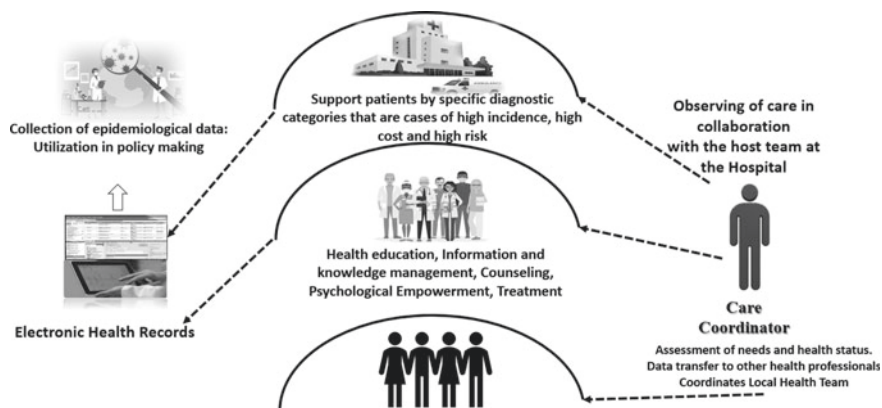 Collection of epidemiological data:
Utilization in policy making
Electronic Health Records
Support patients by specific diagnostic
categories that are cases of high incidence, high
cost and high risk
Health education, Information and
knowledge management, Counseling,
Psychological Empowerment, Treatment
Observing of care in
collaboration
with the host team at
the Hospital
Care
Coordinator
Assessment of needs and health status.
Data transfer to other health professionals
Coordinates Local Health Team